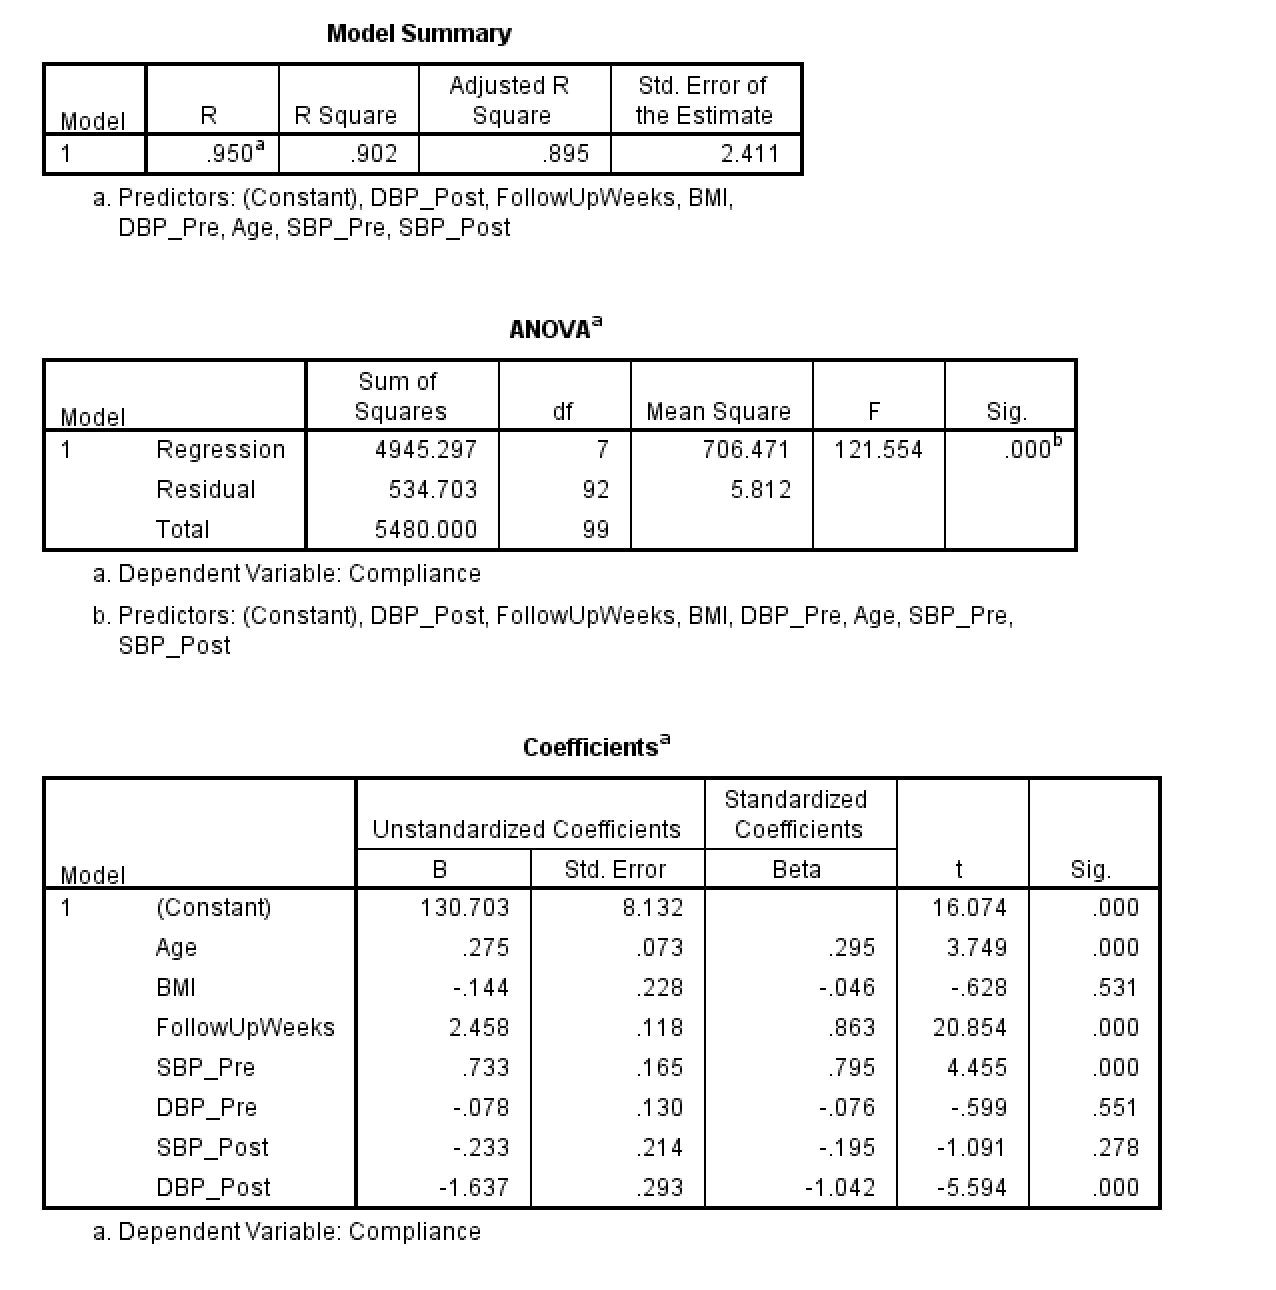 Model Summary
Model R R Square Adjusted R Square Std. Error of the Estimate
1 .950a .902 .895 2.411
a. Predictors: (Constant), DBP_Post, FollowUpWeeks, BMI,
DBP_Pre, Age, SBP_Pre, SBP_Post
ANOVAa
Model Sum of Squares df Mean Square F Sig.
1 Regression 4945.297 7 706.471 121.554 .000b
Residual 534.703 92 5.812
Total 5480.000 99
a. Dependent Variable: Compliance
b. Predictors: (Constant), DBP_Post, FollowUpWeeks, BMI, DBP_Pre, Age, SBP_Pre,
SBP_Post
Coefficientsa
Model Unstandardized Coefficients Standardized Coefficients t Sig.
B Std. Error Beta
1 (Constant) 130.703 8.132 16.074 .000
Age .275 .073 .295 3.749 .000
BMI -.144 .228 -.046 -.628 .531
FollowUpWeeks 2.458 .118 .863 20.854 .000
SBP_Pre .733 .165 .795 4.455 .000
DBP_Pre -.078 .130 -.076 -.599 .551
SBP_Post -.233 .214 -.195 -1.091 .278
DBP_Post -1.637 .293 -1.042 -5.594 .000
a. Dependent Variable: Compliance